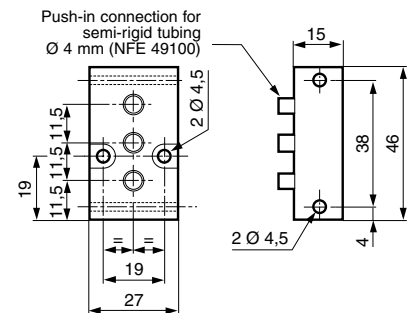 Push-in connection for
semi-rigid tubing
Ø 4 mm (NFE 49100)
15
2 Ø 4,5
11,5
11,5
11,5
19
38
46
= =
19
27
2 Ø 4,5
4